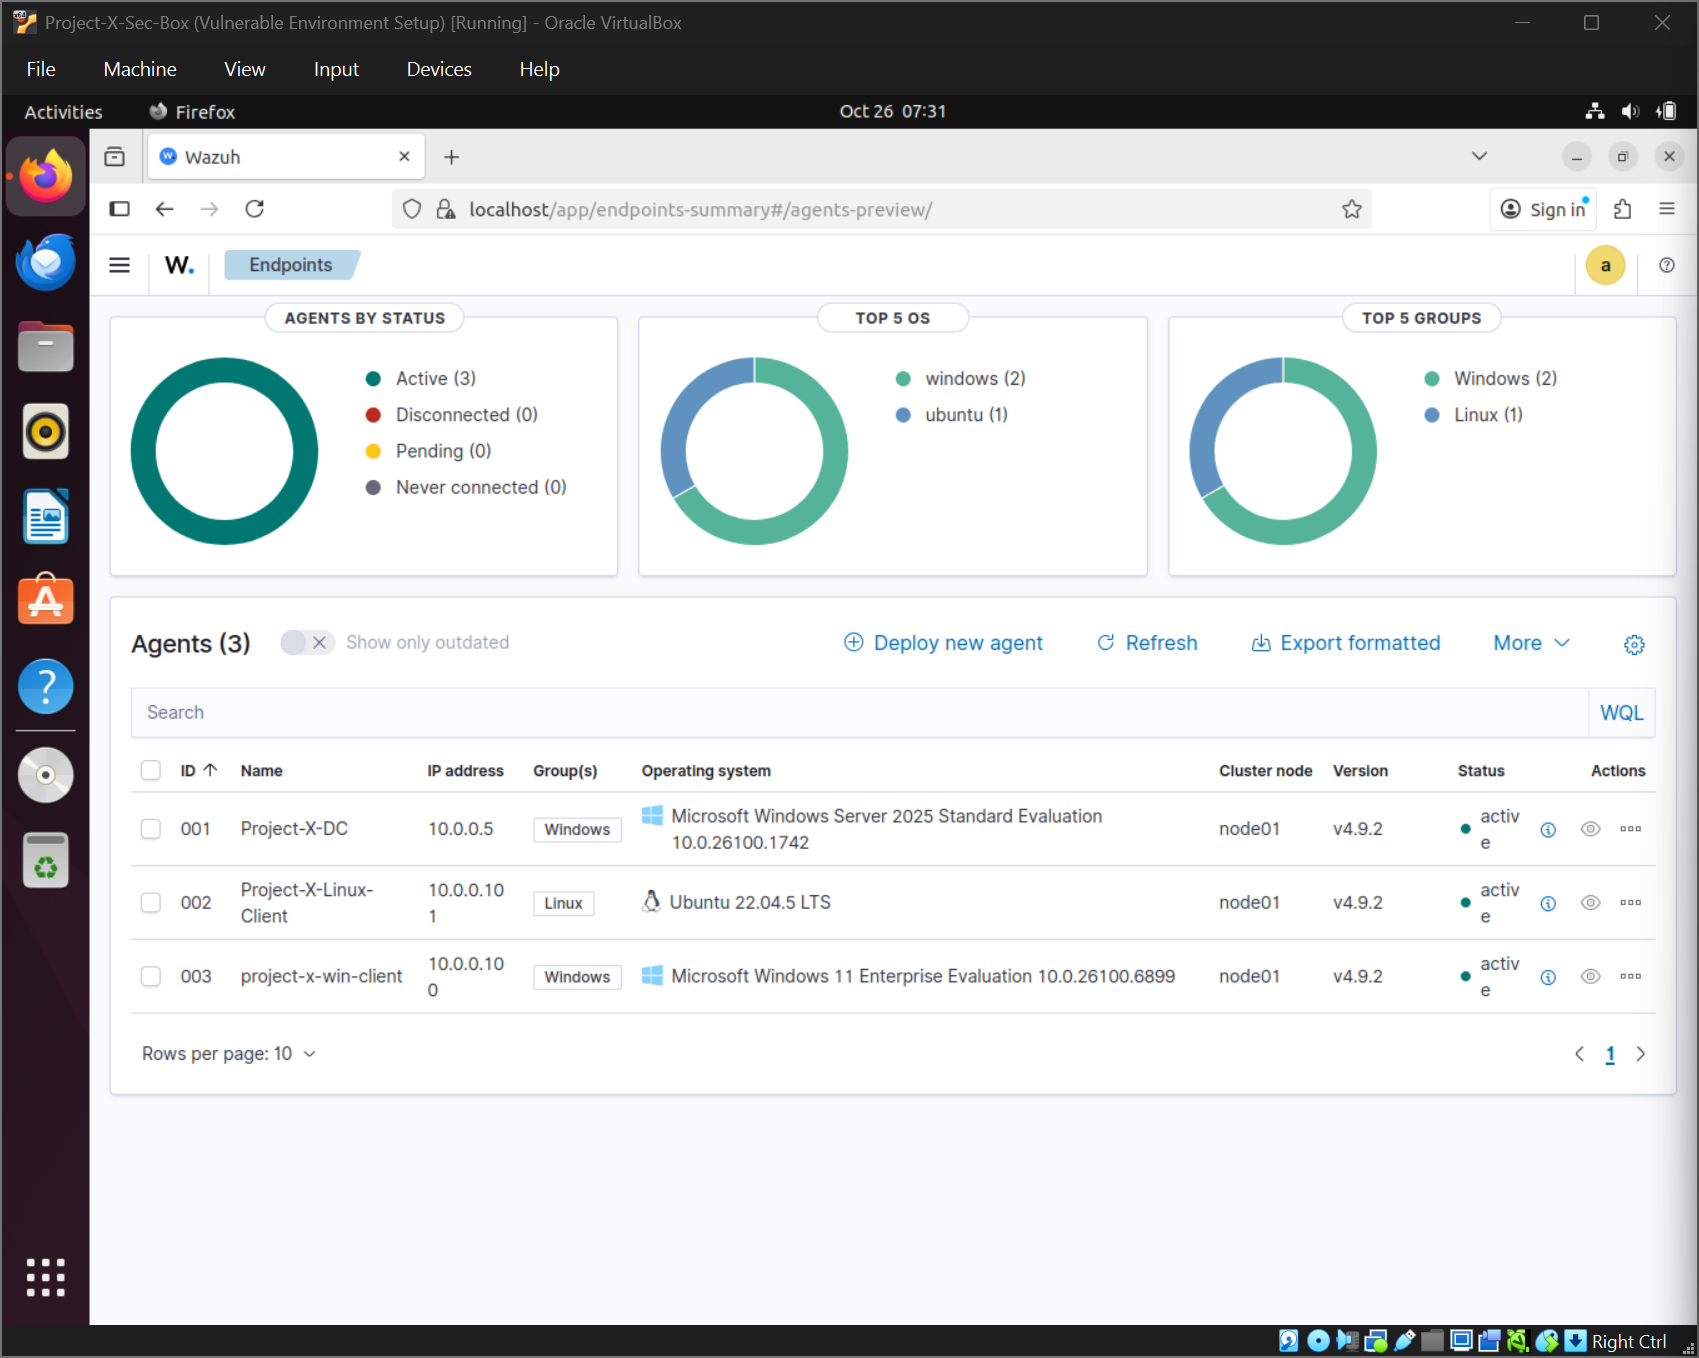 Project-X-Sec-Box (Vulnerable Environment Setup) [Running] - Oracle VirtualBox
File Machine View Input Devices Help
Activities Firefox Oct 26 07:31
Wazuh
localhost/app/endpoints-summary#/agents-preview/ Sign in
W. Endpoints a
AGENTS BY STATUS TOP 5 OS TOP 5 GROUPS
Active (3) windows (2) Windows (2)
Disconnected (0) ubuntu (1) Linux (1)
Pending (0)
Never connected (0)
Agents (3) Show only outdated Deploy new agent Refresh Export formatted More
Search WQL
ID Name IP address Group(s) Operating system Cluster node Version Status Actions
001 Project-X-DC 10.0.0.5 Windows Microsoft Windows Server 2025 Standard Evaluation node01 v4.9.2 activ
10.0.26100.1742 e
002 Project-X-Linux- 10.0.0.10 Linux Ubuntu 22.04.5 LTS node01 v4.9.2 activ
Client 1 e
003 project-x-win-client 10.0.0.10 Windows Microsoft Windows 11 Enterprise Evaluation 10.0.26100.6899 node01 v4.9.2 activ
0 e
Rows per page: 10 1
Right Ctrl